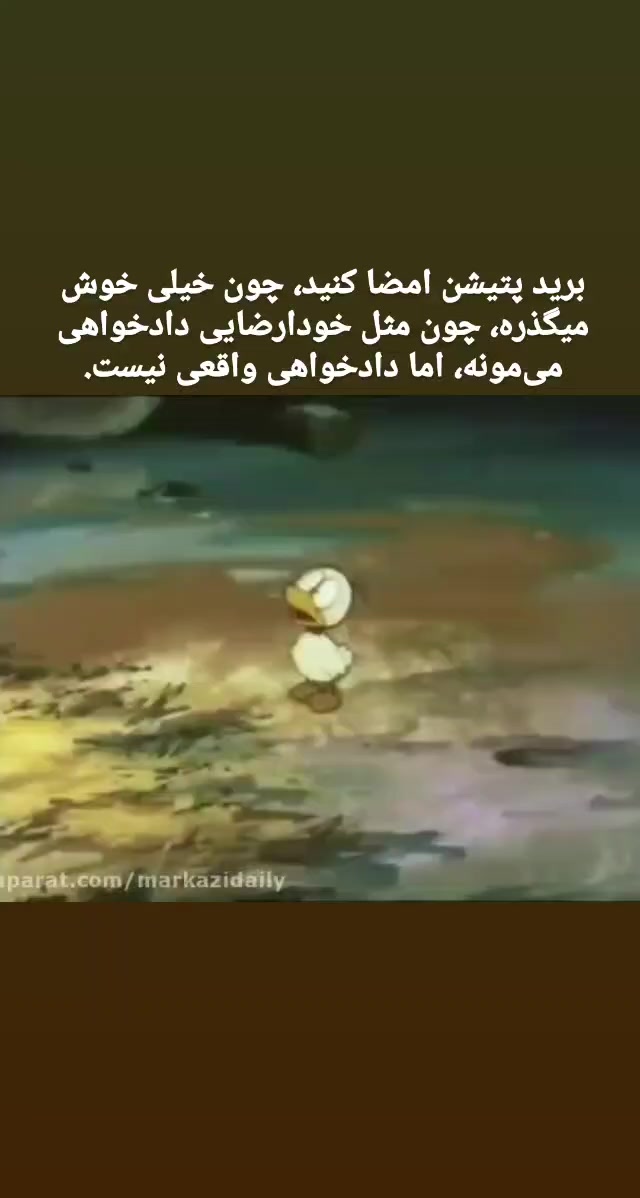 برید پتیشن امضا کنید، چون خیلی خوش
میگذره، چون مثل خودارضایی دادخواهی
می‌مونه، اما دادخواهی واقعی نیست.
aparat.com/markazidaily